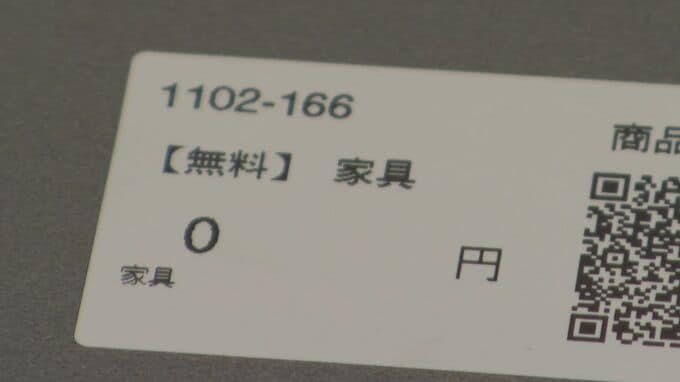 1102-166
【無料】 家具
商品
0 円
家具